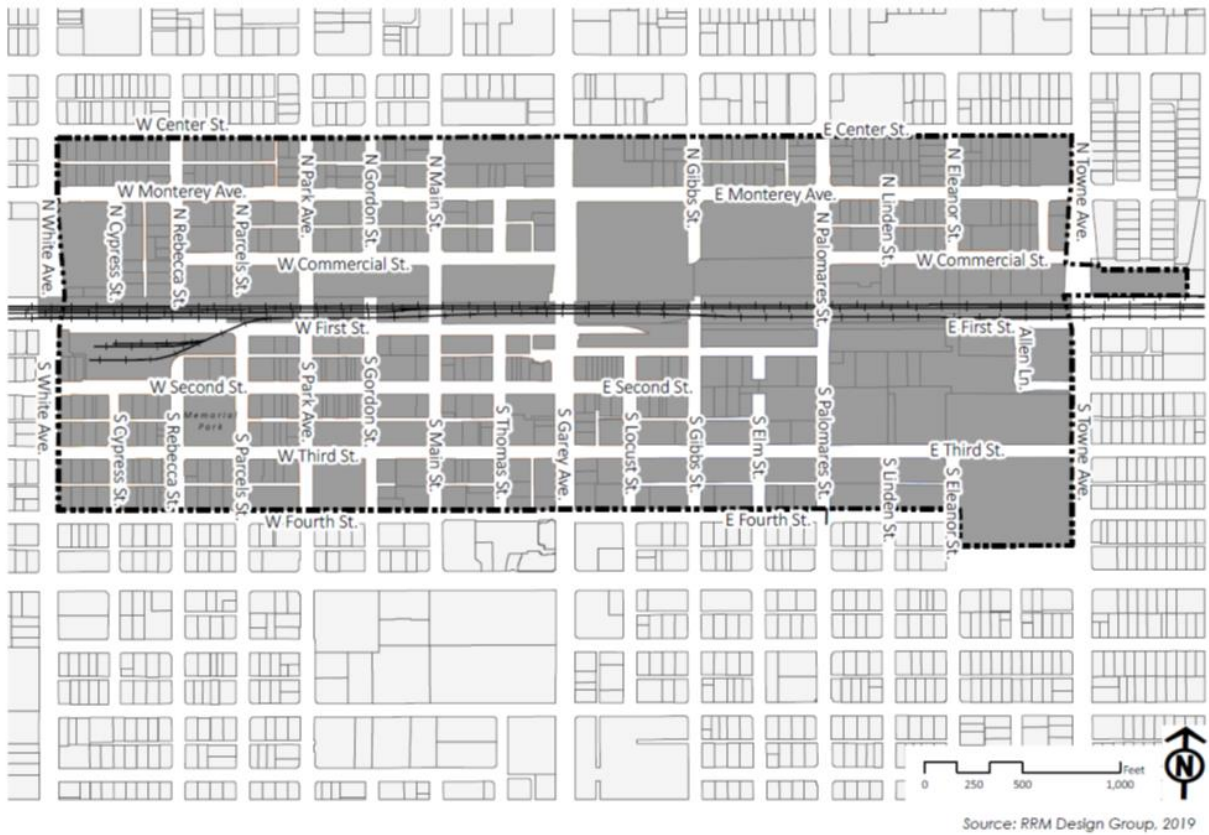 W Center St.
E Center St.
N White Ave.
N Cypress St.
N Rebecca St.
N Parcels St.
N Park Ave.
N Gordon St.
N Main St.
N Gibbs St.
N Palomares St.
N Linden St.
N Eleanor St.
N Towne Ave.
W Monterey Ave.
E Monterey Ave.
W Commercial St.
W Commercial St.
W First St.
E First St.
Allen Ln.
W Second St.
E Second St.
Memorial
Park
S White Ave.
S Cypress St.
S Rebecca St.
S Parcels St.
S Park Ave.
S Gordon St.
S Main St.
S Thomas St.
S Garey Ave.
S Locust St.
S Gibbs St.
S Elm St.
S Palomares St.
S Linden St.
S Eleanor St.
S Towne Ave.
W Third St.
E Third St.
W Fourth St.
E Fourth St.
0 250 500 1,000
Feet
N
Source: RRM Design Group, 2019